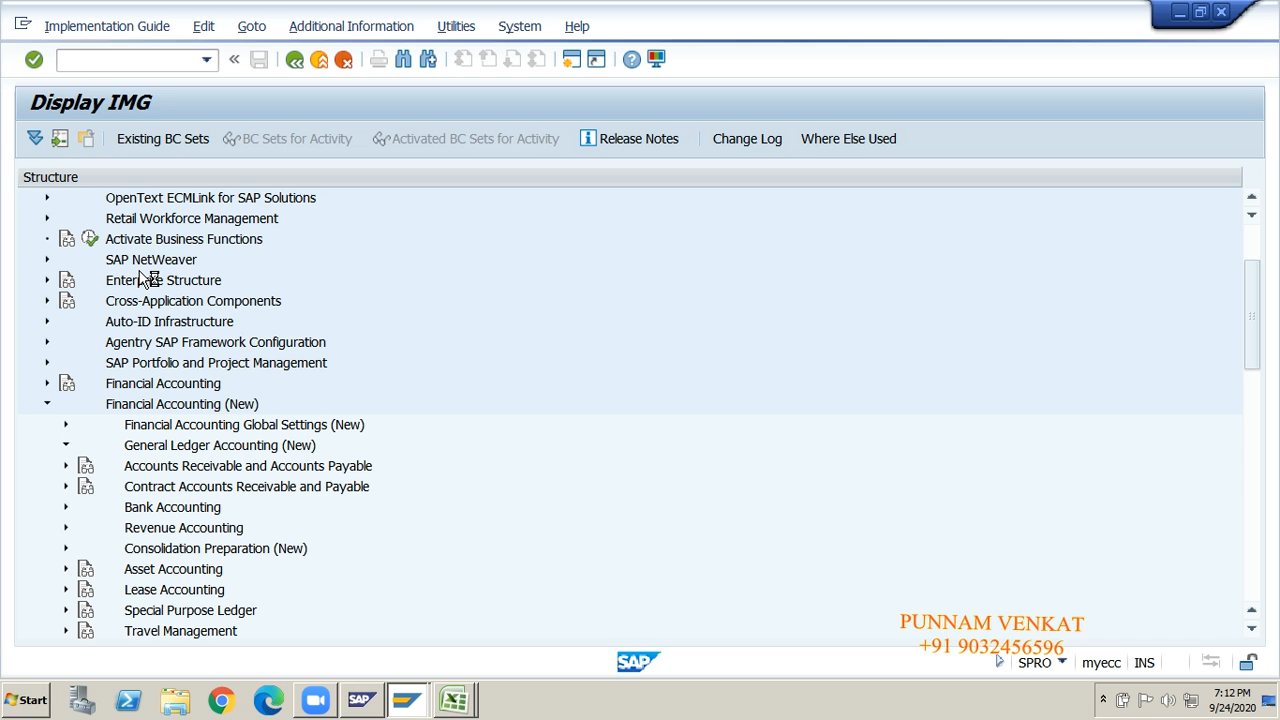 Implementation Guide Edit Goto Additional Information Utilities System Help
Display IMG
Existing BC Sets BC Sets for Activity Activated BC Sets for Activity Release Notes Change Log Where Else Used
Structure
OpenText ECMLink for SAP Solutions
Retail Workforce Management
Activate Business Functions
SAP NetWeaver
Enterprise Structure
Cross-Application Components
Auto-ID Infrastructure
Agentry SAP Framework Configuration
SAP Portfolio and Project Management
Financial Accounting
Financial Accounting (New)
Financial Accounting Global Settings (New)
General Ledger Accounting (New)
Accounts Receivable and Accounts Payable
Contract Accounts Receivable and Payable
Bank Accounting
Revenue Accounting
Consolidation Preparation (New)
Asset Accounting
Lease Accounting
Special Purpose Ledger
Travel Management
PUNNAM VENKAT
+91 9032456596
SAP SPRO myecc INS
Start SAP 7:12 PM
9/24/2020